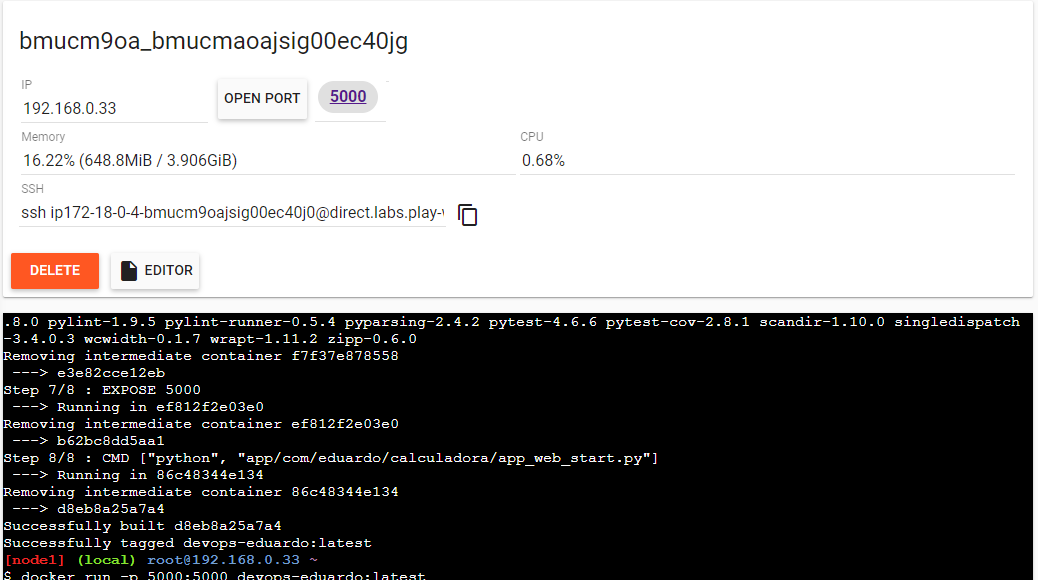 bmucm9oa_bmucmaoajsig00ec40jg
IP
192.168.0.33
OPEN PORT
5000
Memory
16.22% (648.8MiB / 3.906GiB)
CPU
0.68%
SSH
ssh ip172-18-0-4-bmucm9oajsig00ec40j0@direct.labs.play-
DELETE
EDITOR
.8.0 pylint-1.9.5 pylint-runner-0.5.4 pyparsing-2.4.2 pytest-4.6.6 pytest-cov-2.8.1 scandir-1.10.0 singledispatch
-3.4.0.3 wcwidth-0.1.7 wrapt-1.11.2 zipp-0.6.0
Removing intermediate container f7f37e878558
---> e3e82cce12eb
Step 7/8 : EXPOSE 5000
---> Running in ef812f2e03e0
Removing intermediate container ef812f2e03e0
---> b62bc8dd5aa1
Step 8/8 : CMD ["python", "app/com/eduardo/calculadora/app_web_start.py"]
---> Running in 86c48344e134
Removing intermediate container 86c48344e134
---> d8eb8a25a7a4
Successfully built d8eb8a25a7a4
Successfully tagged devops-eduardo:latest
[node1] (local) root@192.168.0.33 ~
$ docker run -p 5000:5000 devops-eduardo:latest